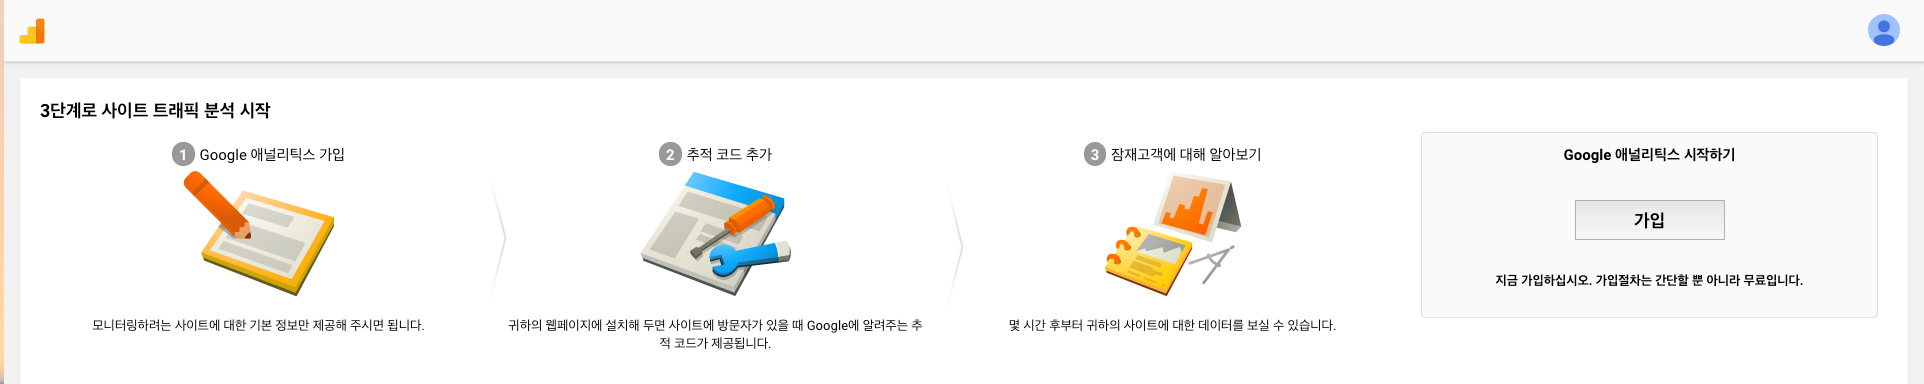 3단계로 사이트 트래픽 분석 시작
1 Google 애널리틱스 가입
모니터링하려는 사이트에 대한 기본 정보만 제공해 주시면 됩니다.
2 추적 코드 추가
귀하의 웹페이지에 설치해 두면 사이트에 방문자가 있을 때 Google에 알려주는 추
적 코드가 제공됩니다.
3 잠재고객에 대해 알아보기
몇 시간 후부터 귀하의 사이트에 대한 데이터를 보실 수 있습니다.
Google 애널리틱스 시작하기
가입
지금 가입하십시오. 가입절차는 간단할 뿐 아니라 무료입니다.